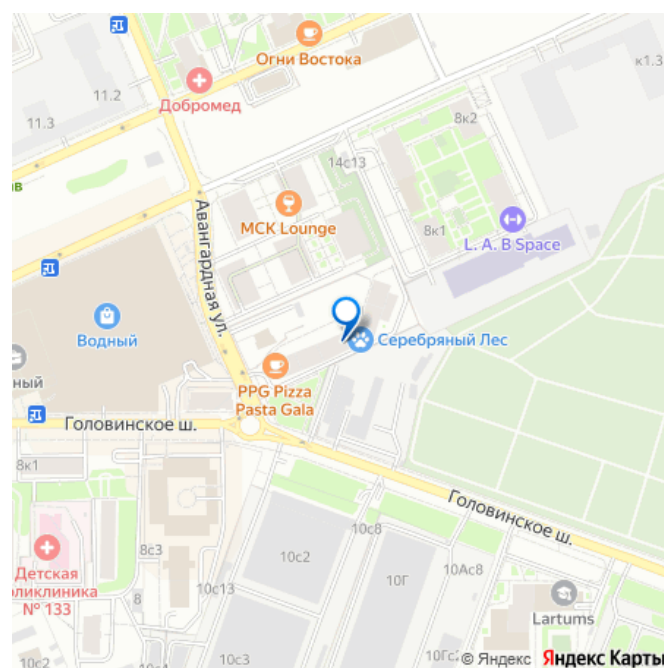 Огни Востока
к1.3
11.2
Добромед
11.3
8к2
14с13
ав
МСК Lounge
8к1
L. A. B Space
Авангардная ул.
Водный
Серебряный Лес
ный
PPG Pizza
Pasta Gala
Головинское ш.
8к1
Головинское ш.
10с8
8с3
10с2
10Г
10Ас8
Детская
оликлиника
№ 133
10с13
8
Lartums
10с2
10с3
10Гс
© Яндекс Яндекс Карты